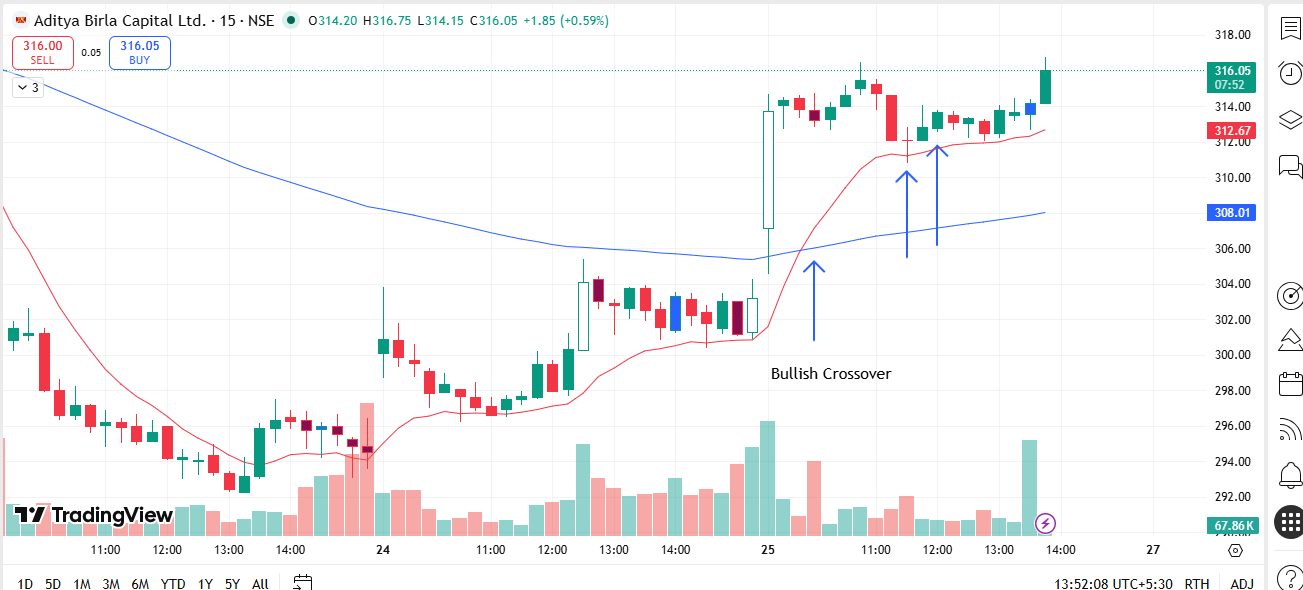 Aditya Birla Capital Ltd. · 15 · NSE O314.20 H316.75 L314.15 C316.05 +1.85 (+0.59%)
316.00 SELL
0.05
316.05 BUY
3
318.00
316.05
07:52
314.00
312.67
312.00
310.00
308.01
306.00
304.00
302.00
300.00
298.00
296.00
294.00
292.00
67.86K
Bullish Crossover
TradingView
11:00 12:00 13:00 14:00 24 11:00 12:00 13:00 14:00 25 11:00 12:00 13:00 14:00 27
1D 5D 1M 3M 6M YTD 1Y 5Y All 13:52:08 UTC+5:30 RTH ADJ